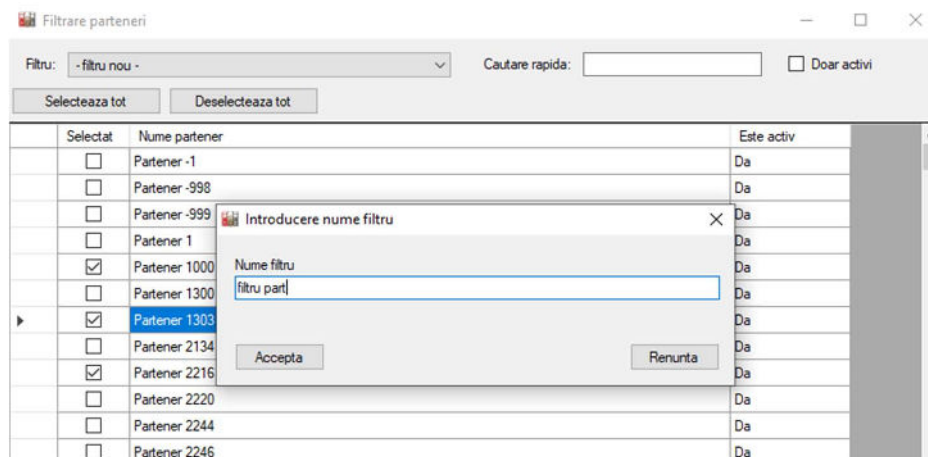 Filtrare parteneri
Filtru: -filtru nou - Cautare rapida: Doar activi
Selecteaza tot Deselecteaza tot
Selectat Nume partener Este activ
Partener -1 Da
Partener -998 Da
Partener -999 Da
Introducere nume filtru
Partener 1 Da
Partener 1000 Da
Nume filtru
filtru part
Partener 1300 Da
Partener 1303 Da
Partener 2134 Da
Accepta Renunta
Partener 2216 Da
Partener 2220 Da
Partener 2244 Da
Partener 2246 Da